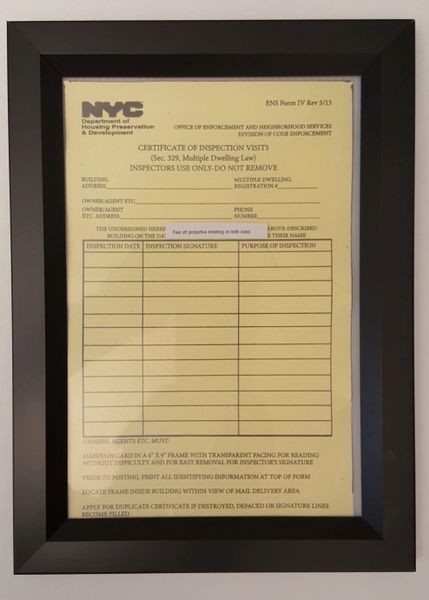 NYC
Department of
Housing Preservation
& Development
ENS Form IV Rev 5/13
OFFICE OF ENFORCEMENT AND NEIGHBORHOOD SERVICES
DIVISION OF CODE ENFORCEMENT
CERTIFICATE OF INSPECTION VISITS
(Sec. 329, Multiple Dwelling Law)
INSPECTORS USE ONLY-DO NOT REMOVE
BUILDING MULTIPLE DWELLING
ADDRESS REGISTRATION #
OWNER/AGENT ETC.
OWNER/AGENT PHONE
ETC. ADDRESS NUMBER
THE UNDERSIGNED ABOVE-DESCRIBED
Peel off protective sheeting on both sides
BUILDING ON THE THEIR NAME
INSPECTION DATE INSPECTION SIGNATURE PURPOSE OF INSPECTION
OWNERS, AGENTS ETC. MUST:
MAINTAIN CARD IN A 6" X 9" FRAME WITH TRANSPARENT FACING FOR READING
WITHOUT DIFFICULTY AND FOR EASY REMOVAL FOR INSPECTOR'S SIGNATURE
PRIOR TO POSTING, PRINT ALL IDENTIFYING INFORMATION AT TOP OF FORM
LOCATE FRAME INSIDE BUILDING WITHIN VIEW OF MAIL DELIVERY AREA
APPLY FOR DUPLICATE CERTIFICATE IF DESTROYED, DEFACED OR SIGNATURE LINES
BECOME FILLED